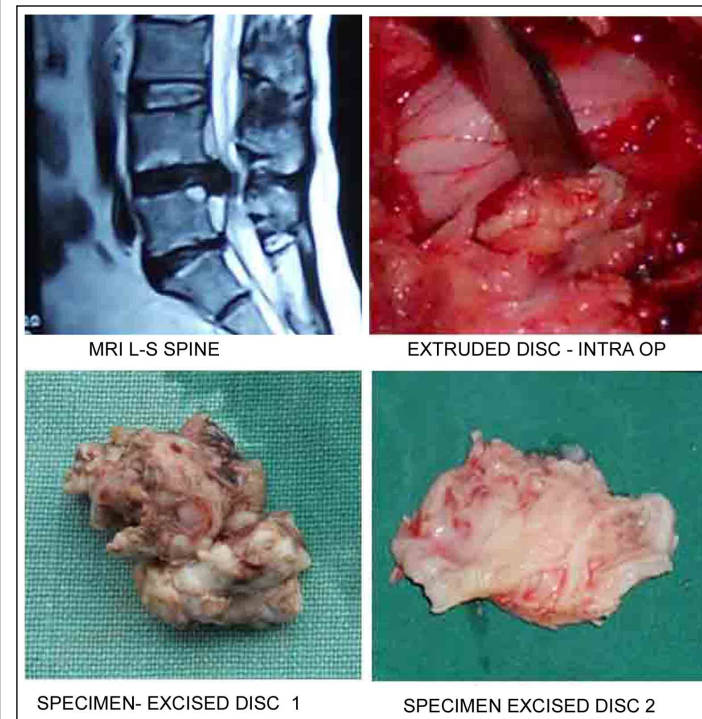 MRI L-S SPINE
EXTRUDED DISC - INTRA OP
SPECIMEN- EXCISED DISC  1
SPECIMEN EXCISED DISC 2